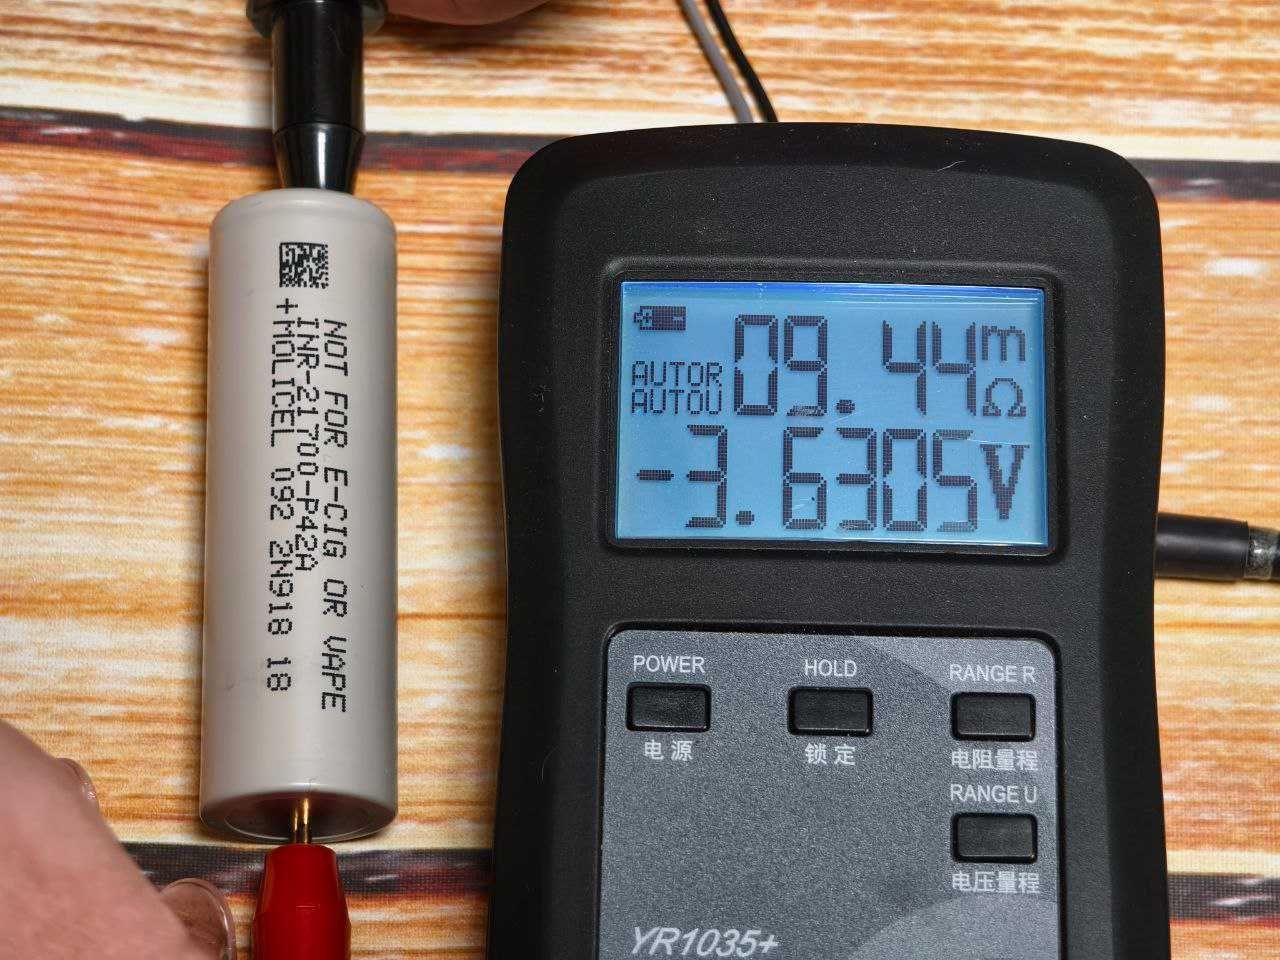 NOT FOR E-CIG OR VAPE
INR-21700-P42A
+MOLICEL 092 2N918 18
09.44mΩ
AUTOR
AUTOU
-3.6305V
POWER
电源
HOLD
锁定
RANGE R
电阻量程
RANGE U
电压量程
YR1035+